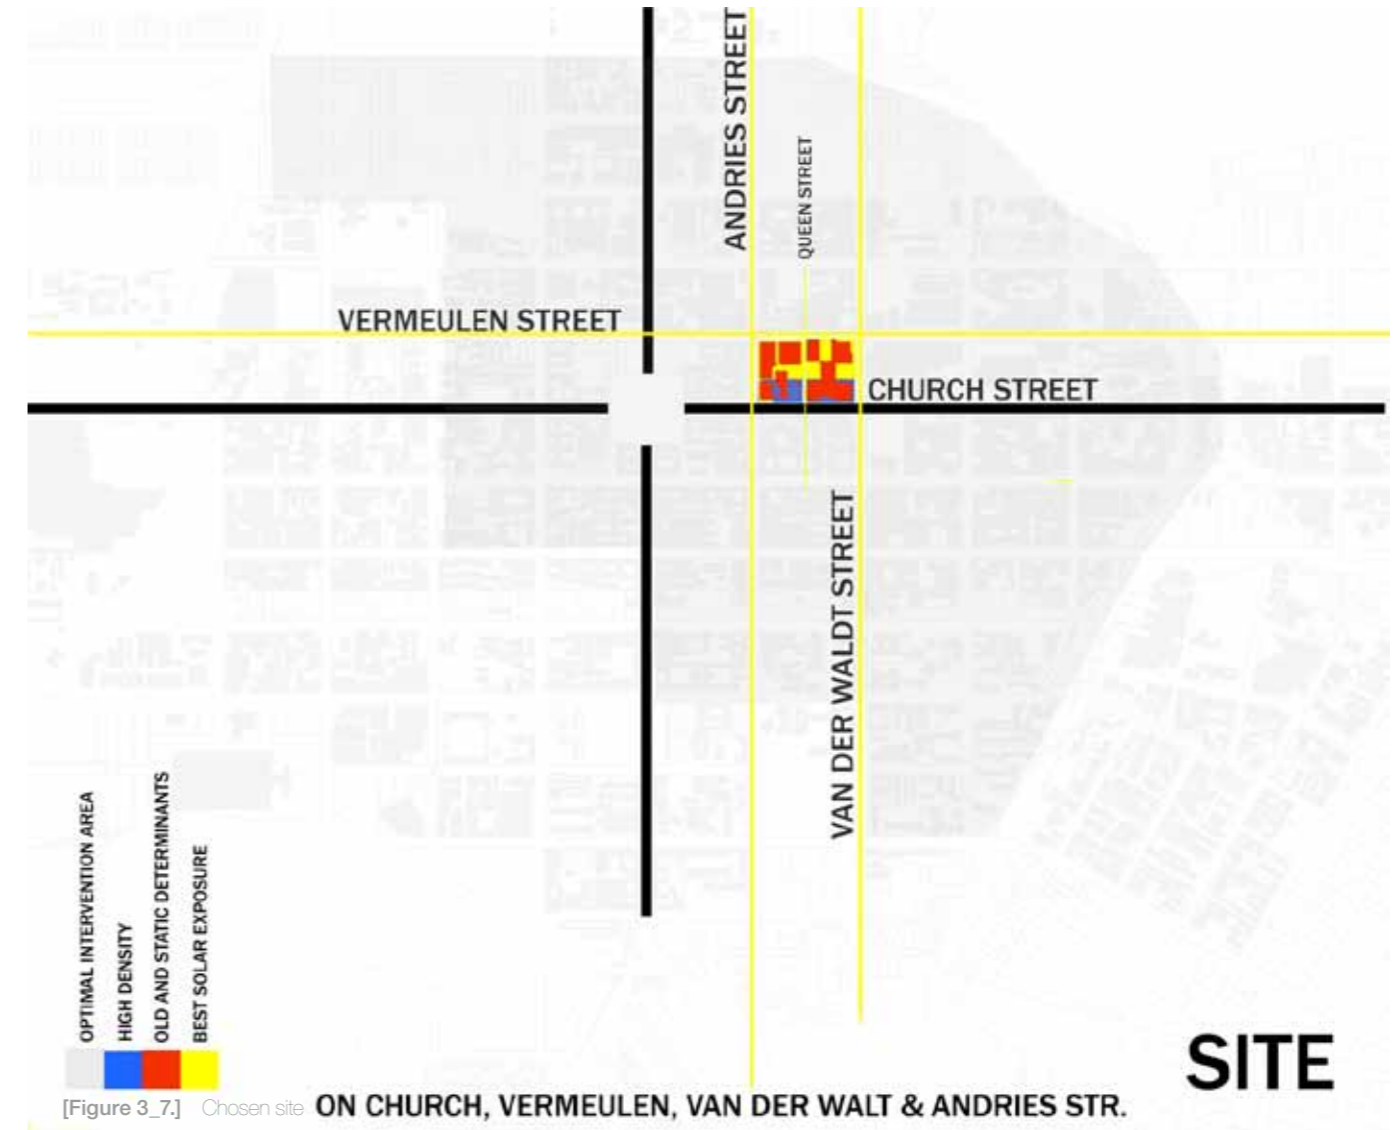 ANDRIES STREET
QUEEN STREET
VERMEULEN STREET
CHURCH STREET
VAN DER WALDT STREET
OPTIMAL INTERVENTION AREA
HIGH DENSITY
OLD AND STATIC DETERMINANTS
BEST SOLAR EXPOSURE
SITE
[Figure 3_7.] Chosen site
ON CHURCH, VERMEULEN, VAN DER WALT & ANDRIES STR.